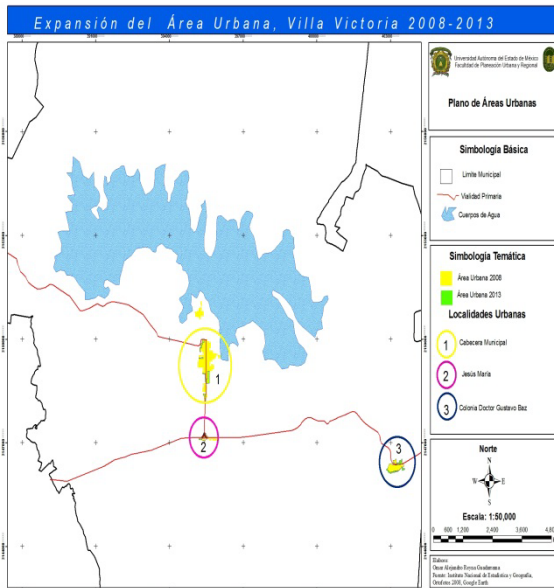 Expansión del Área Urbana, Villa Victoria 2008-2013
Universidad Autónoma del Estado de México
Facultad de Planeación Urbana y Regional
Plano de Áreas Urbanas
Simbología Básica
Limite Municipal
Vialidad Primaria
Cuerpos de Agua
Simbología Temática
Área Urbana 2008
Área Urbana 2013
Localidades Urbanas
1 Cabecera Municipal
2 Jesús María
3 Colonia Doctor Gustavo Baz
1
2
3
Norte
N
W E
S
Escala: 1:50,000
0 600 1,200 2,400 3,600 4,80
Elaboro:
Omar Alejandro Reyes
Fuente: Instituto Nacional de Estadística y Geografía,
Ortofotos 2008, Google Earth